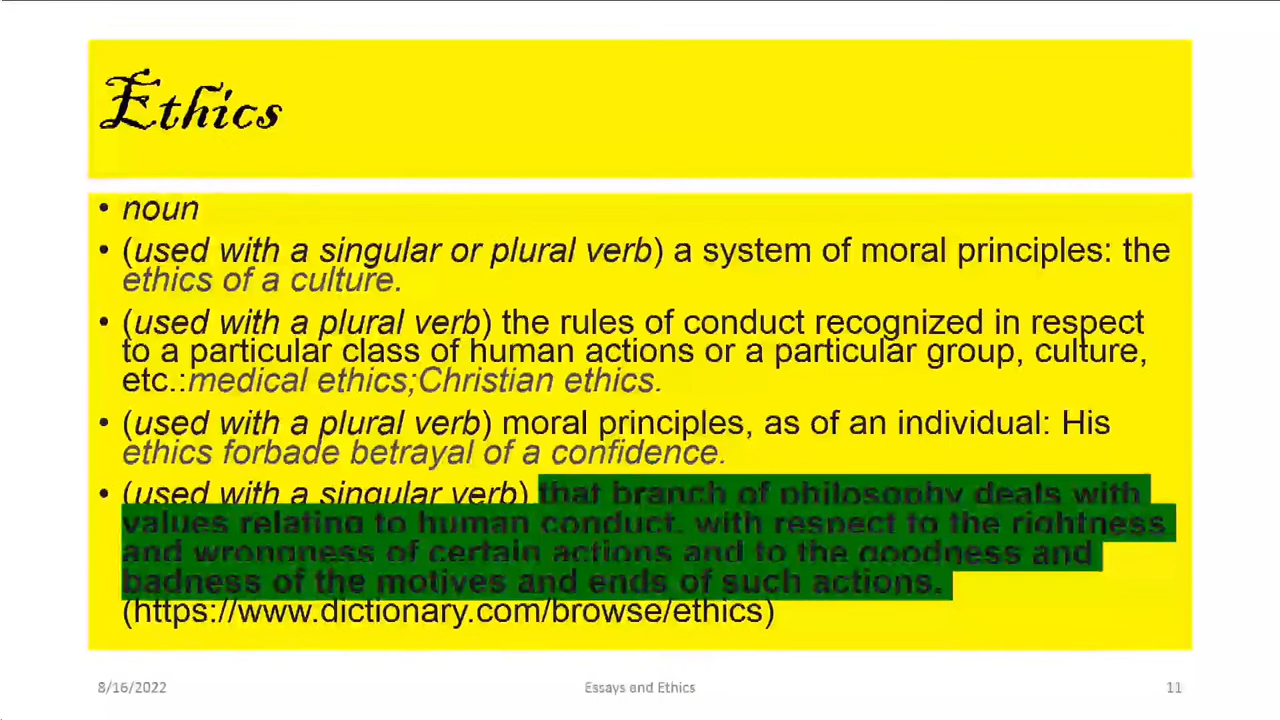 Ethics
• noun
• (used with a singular or plural verb) a system of moral principles: the
ethics of a culture.
• (used with a plural verb) the rules of conduct recognized in respect
to a particular class of human actions or a particular group, culture,
etc.:medical ethics;Christian ethics.
• (used with a plural verb) moral principles, as of an individual: His
ethics forbade betrayal of a confidence.
• (used with a singular verb) that branch of philosophy deals with
values relating to human conduct, with respect to the rightness
and wrongness of certain actions and to the goodness and
badness of the motives and ends of such actions.
(https://www.dictionary.com/browse/ethics)
8/16/2022
Essays and Ethics
11